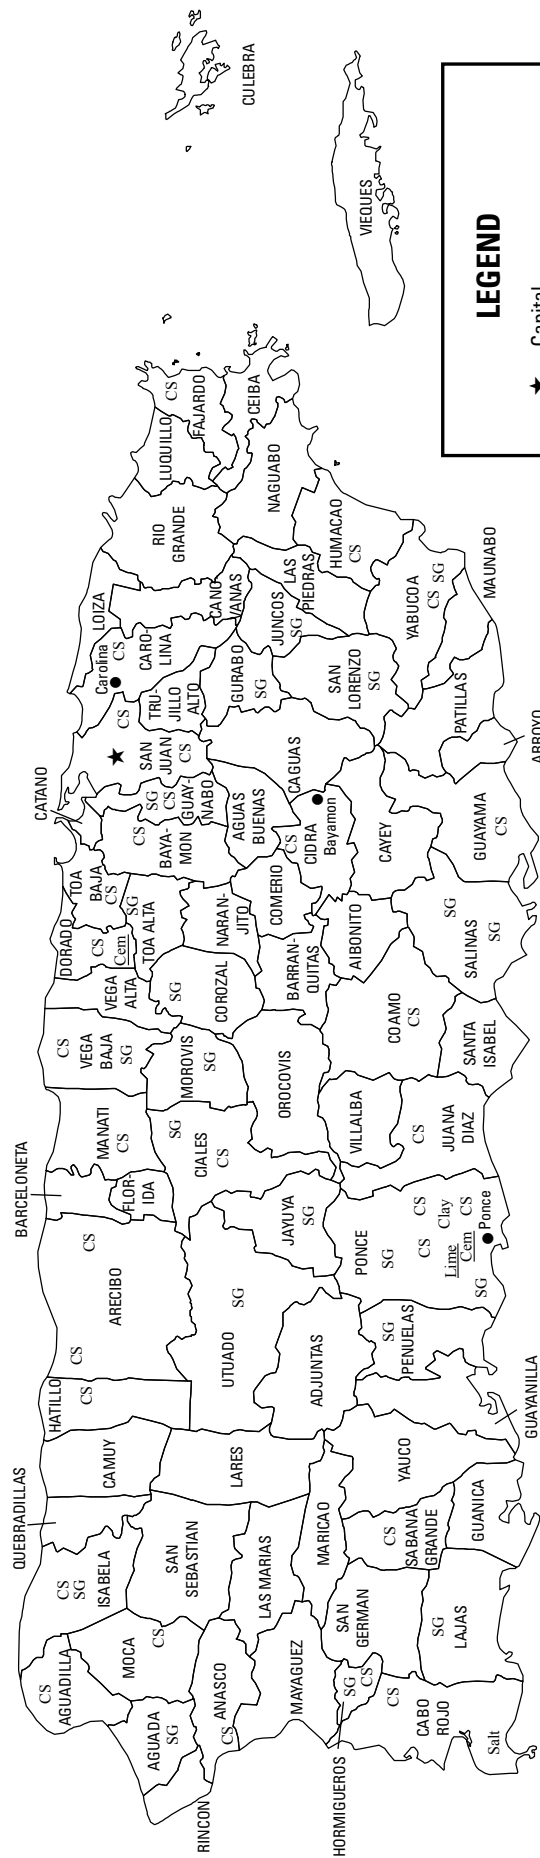 CULEBRA
VIEQUES
LEGEND
CS
FAJARDO
LUQUILLO
CEIBA
NAGUABO
RIO
GRANDE
HUMACAO
CS
LAS
PIEDRAS
LOIZA
CANO
VANAS
JUNCOS
SG
YABUCOA
CS SG
MAUNABO
Carolina
CS
CARO-
LINA
CS
TRU-
JILLO
ALTO
GURABO
SG
SAN
LORENZO
SG
PATILLAS
ARROYO
SAN
JUAN
CS
CATANO
SG
CS
GUAY-
NABO
CAGUAS
AGUAS
BUENAS
CS
CIDRA
Bayamon
CAYEY
GUAYAMA
CS
CS
BAYA-
MON
TOA
BAJA
CS
SG
TOA ALTA
NARAN-
JITO
COMERIO
AIBONITO
SG
SALINAS
SG
DORADO
CS
Cem
VEGA
ALTA
SG
COROZAL
BARRAN-
QUITAS
COAMO
CS
SANTA
ISABEL
CS
VEGA
BAJA
SG
MOROVIS
SG
OROCOVIS
VILLALBA
CS
JUANA
DIAZ
MANATI
CS
SG
CIALES
CS
BARCELONETA
FLOR-
IDA
JAYUYA
SG
PONCE
SG
CS
CS
Clay
Lime
Cem
CS
SG
Ponce
CS
ARECIBO
CS
SG
UTUADO
ADJUNTAS
SG
PENUELAS
GUAYANILLA
HATILLO
CS
CAMUY
LARES
YAUCO
QUEBRADILLAS
CS
SG
ISABELA
SAN
SEBASTIAN
LAS MARIAS
MARICAO
CS
SABANA
GRANDE
GUANICA
CS
AGUADILLA
MOCA
CS
AGUADA
SG
ANASCO
CS
MAYAGUEZ
SAN
GERMAN
SG
LAJAS
RINCON
HORMIGUEROS
SG
CS
CS
CABO
ROJO
Salt